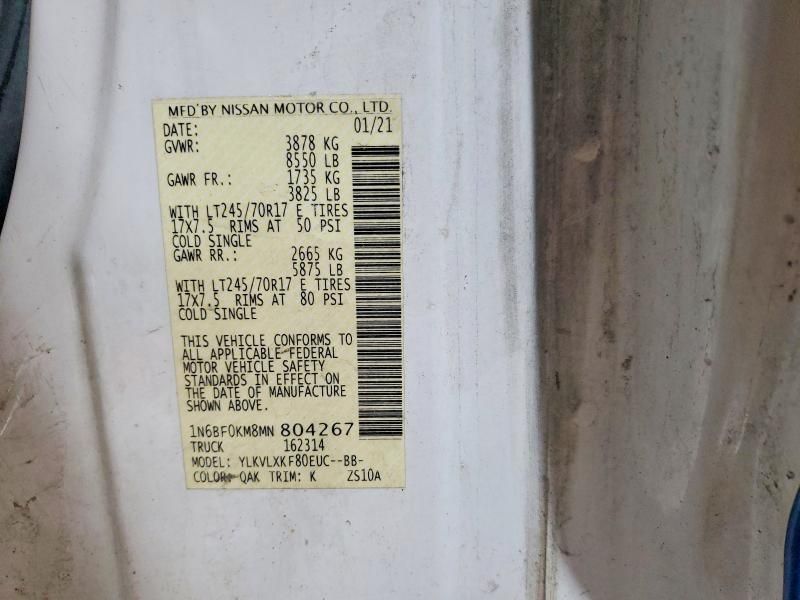 MFD BY NISSAN MOTOR CO., LTD.
DATE: 01/21
GVWR: 3878 KG
8550 LB
GAWR FR.: 1735 KG
3825 LB
WITH LT245/70R17 E TIRES
17X7.5 RIMS AT 50 PSI
COLD SINGLE
GAWR RR.: 2665 KG
5875 LB
WITH LT245/70R17 E TIRES
17X7.5 RIMS AT 80 PSI
COLD SINGLE
THIS VEHICLE CONFORMS TO
ALL APPLICABLE FEDERAL
MOTOR VEHICLE SAFETY
STANDARDS IN EFFECT ON
THE DATE OF MANUFACTURE
SHOWN ABOVE.
1N6BF0KM8MN 804267
TRUCK 162314
MODEL: YLKVLXKF80EUC--BB-
COLOR: QAK TRIM: K ZS10A